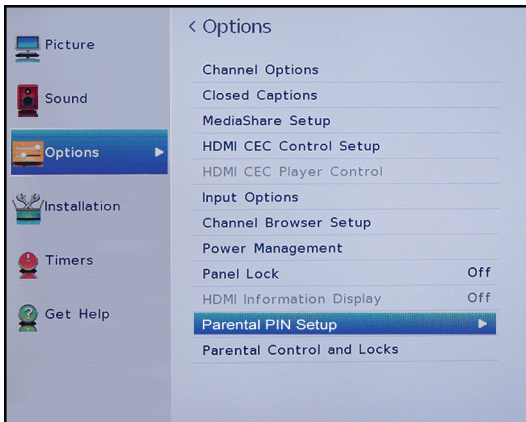 Picture
Sound
Options
Installation
Timers
Get Help
< Options
Channel Options
Closed Captions
MediaShare Setup
HDMI CEC Control Setup
HDMI CEC Player Control
Input Options
Channel Browser Setup
Power Management
Panel Lock Off
HDMI Information Display Off
Parental PIN Setup
Parental Control and Locks